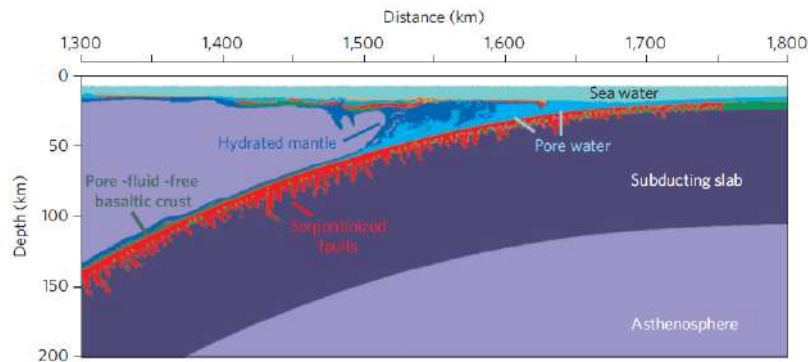 Distance (km)
1,300 1,400 1,500 1,600 1,700 1,800
0
50
100
150
200
Depth (km)
Sea water
Hydrated mantle
Pore water
Pore -fluid -free
basaltic crust
Subducting slab
Serpentinized
faults
Asthenosphere